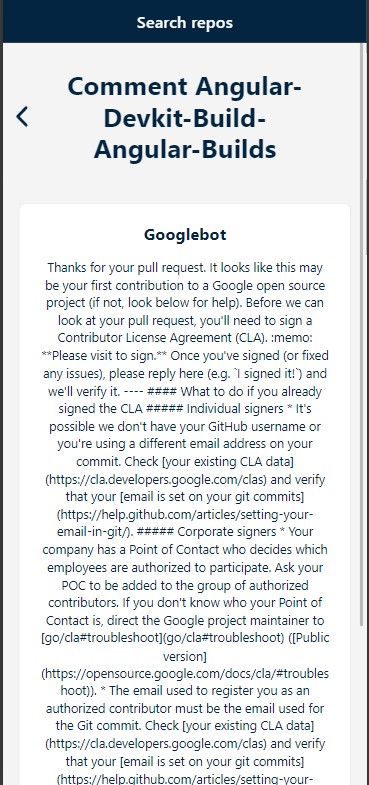 Search repos
Comment Angular-
Devkit-Build-
Angular-Builds
Googlebot
Thanks for your pull request. It looks like this may
be your first contribution to a Google open source
project (if not, look below for help). Before we can
look at your pull request, you'll need to sign a
Contributor License Agreement (CLA). :memo:
**Please visit to sign.** Once you've signed (or fixed
any issues), please reply here (e.g. `I signed it!`) and
we'll verify it. ---- #### What to do if you already
signed the CLA ##### Individual signers * It's
possible we don't have your GitHub username or
you're using a different email address on your
commit. Check [your existing CLA data]
(https://cla.developers.google.com/clas) and verify
that your [email is set on your git commits]
(https://help.github.com/articles/setting-your-
email-in-git/). ##### Corporate signers * Your
company has a Point of Contact who decides which
employees are authorized to participate. Ask your
POC to be added to the group of authorized
contributors. If you don't know who your Point of
Contact is, direct the Google project maintainer to
[go/cla#troubleshoot](go/cla#troubleshoot) ([Public
version]
(https://opensource.google.com/docs/cla/#troubles
hoot)). * The email used to register you as an
authorized contributor must be the email used for
the Git commit. Check [your existing CLA data]
(https://cla.developers.google.com/clas) and verify
that your [email is set on your git commits]
(https://help.github.com/articles/setting-your-